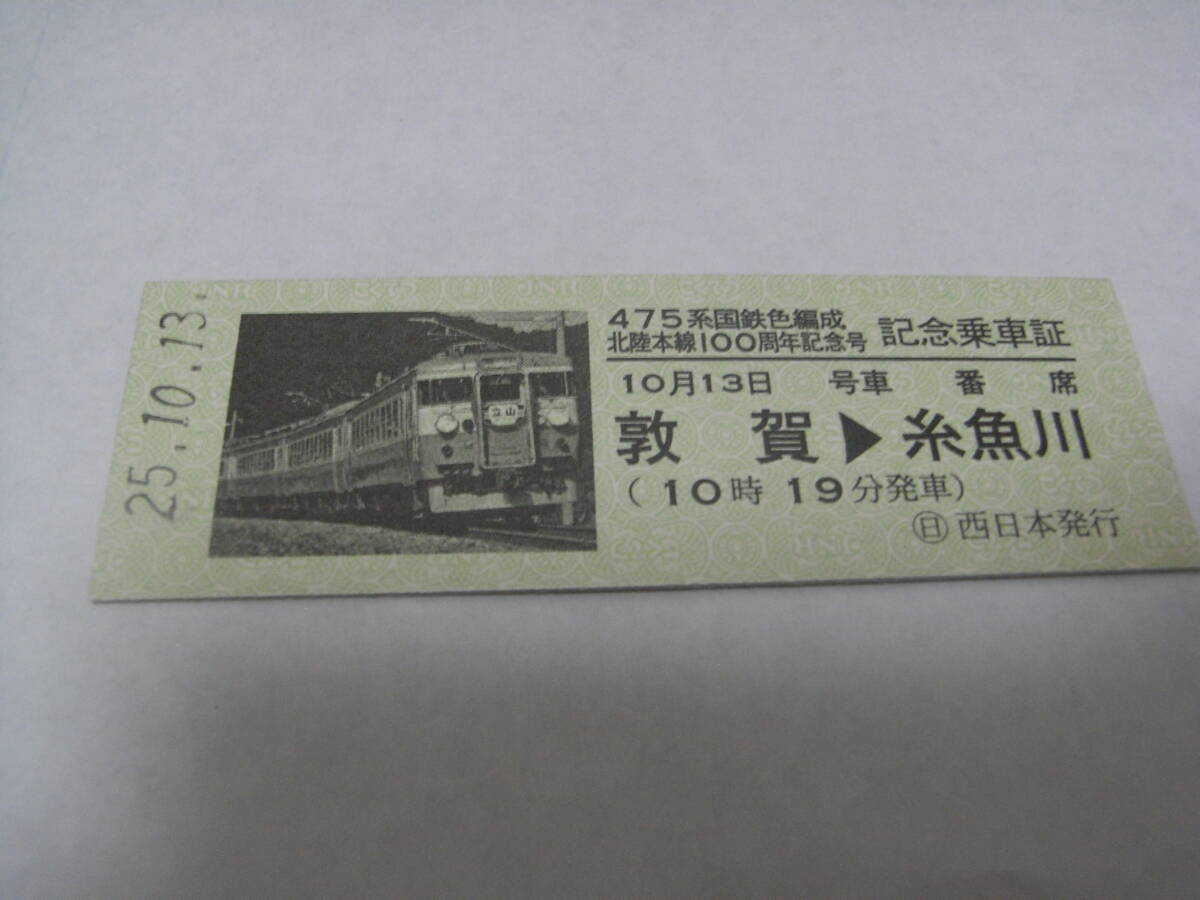 25.10.13
立山
475系国鉄色編成
北陸本線100周年記念号 記念乗車証
10月13日 号車 番 席
敦賀▶糸魚川
(10時19分発車)
㊐西日本発行